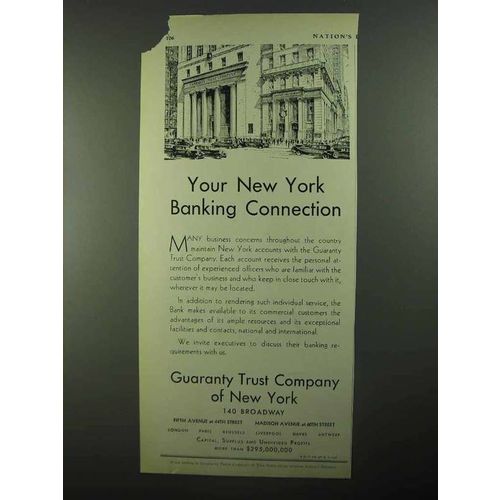 126
NATION'S
Your New York
Banking Connection
MANY business concerns throughout the country
maintain New York accounts with the Guaranty
Trust Company. Each account receives the personal at-
tention of experienced officers who are familiar with the
customer's business and who keep in close touch with it,
wherever it may be located.
In addition to rendering such individual service, the
Bank makes available to its commercial customers the
advantages of its ample resources and its exceptional
facilities and contacts, national and international.
We invite executives to discuss their banking re-
quirements with us.
Guaranty Trust Company
of New York
140 BROADWAY
FIFTH AVENUE at 44TH STREET MADISON AVENUE at 60TH STREET
LONDON PARIS BRUSSELS LIVERPOOL HAVRE ANTWERP
CAPITAL, SURPLUS AND UNDIVIDED PROFITS
MORE THAN $295,000,000